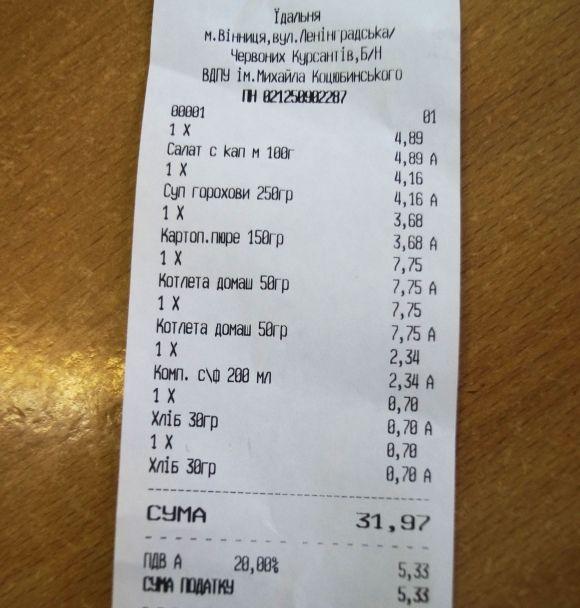 Їдальня
м.Вінниця,вул.Ленінградська/
Червоних Курсантів,Б/Н
ВДПУ ім.Михайла Коцюбинського
ПН 021250902287
00001 01
1 X 4,89
Салат с кап м 100г 4,89 А
1 X 4,16
Суп горохови 250гр 4,16 А
1 X 3,68
Картоп.пюре 150гр 3,68 А
1 X 7,75
Котлета домаш 50гр 7,75 А
1 X 7,75
Котлета домаш 50гр 7,75 А
1 X 2,34
Комп. с\ф 200 мл 2,34 А
1 X 0,70
Хліб 30гр 0,70 А
1 X 0,70
Хліб 30гр 0,70 А
СУМА 31,97
ПДВ А 20,00% 5,33
СУМА ПОДАТКУ 5,33